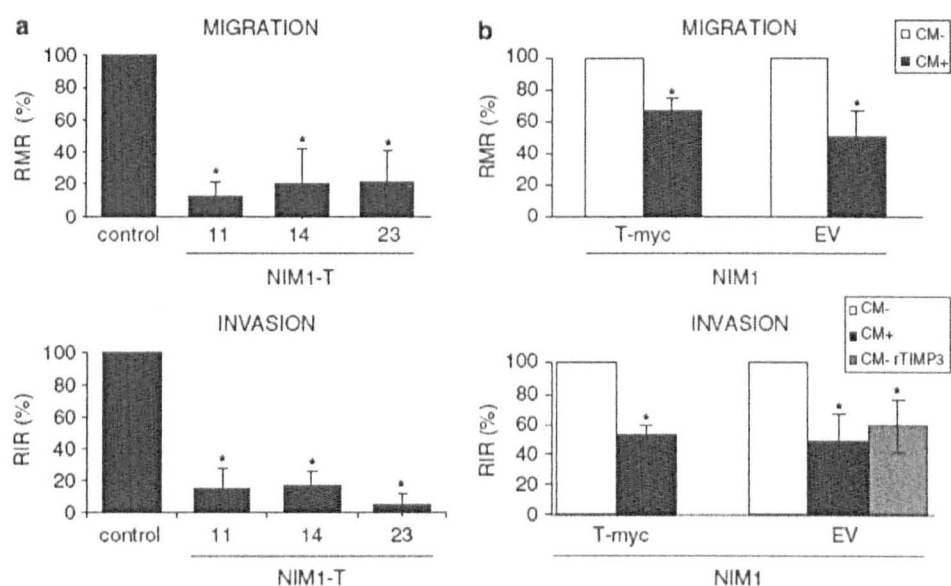 a
MIGRATION
RMR (%)
100
80
60
40
20
0
*
*
*
control
11
14
23
NIM1-T
INVASION
RIR (%)
100
80
60
40
20
0
*
*
*
control
11
14
23
NIM1-T
b
MIGRATION
CM-
CM+
RMR (%)
100
80
60
40
20
0
*
*
T-myc
EV
NIM1
INVASION
CM-
CM+
CM- rTIMP3
RIR (%)
100
80
60
40
20
0
*
*
*
T-myc
EV
NIM1